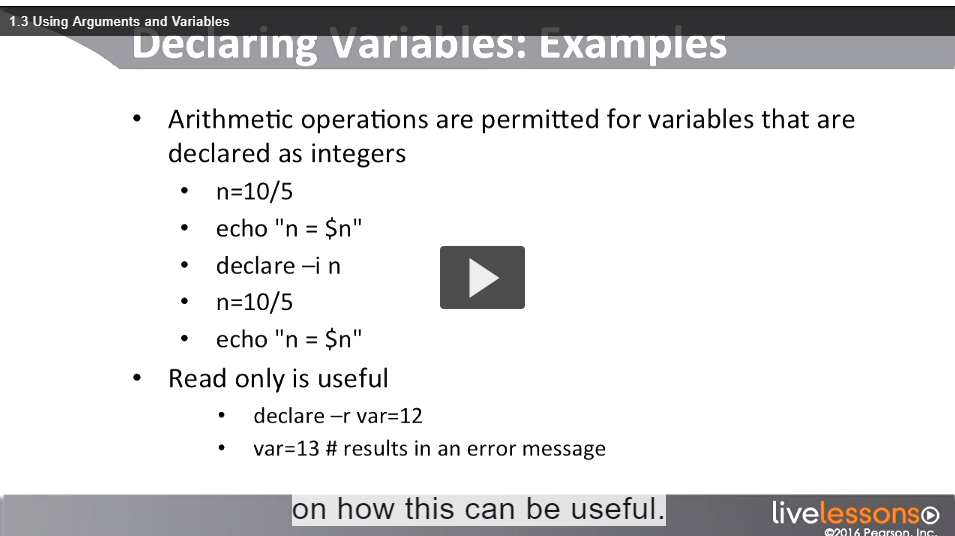 1.3 Using Arguments and Variables
Declaring Variables: Examples
• Arithmetic operations are permitted for variables that are
declared as integers
• n=10/5
• echo "n = $n"
• declare –i n
• n=10/5
• echo "n = $n"
• Read only is useful
• declare –r var=12
• var=13 # results in an error message
on how this can be useful.
livelessons
©2016 Pearson, Inc.